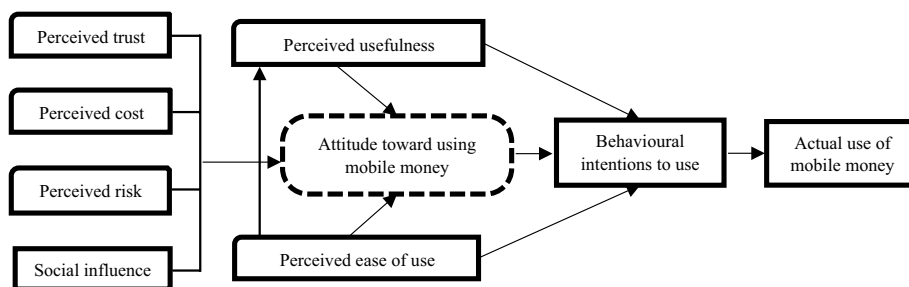 Perceived trust
Perceived cost
Perceived risk
Social influence
Perceived usefulness
Attitude toward using
mobile money
Perceived ease of use
Behavioural
intentions to use
Actual use of
mobile money